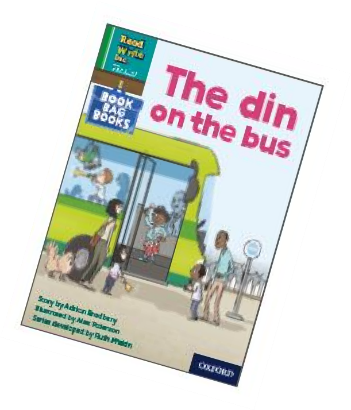 Read
Write
Inc.
BOOK
BAG
BOOKS
The din
on the bus
Story by Adrian Bradbury
Illustrated by Alex Paterson
Series developed by Ruth Miskin
OXFORD